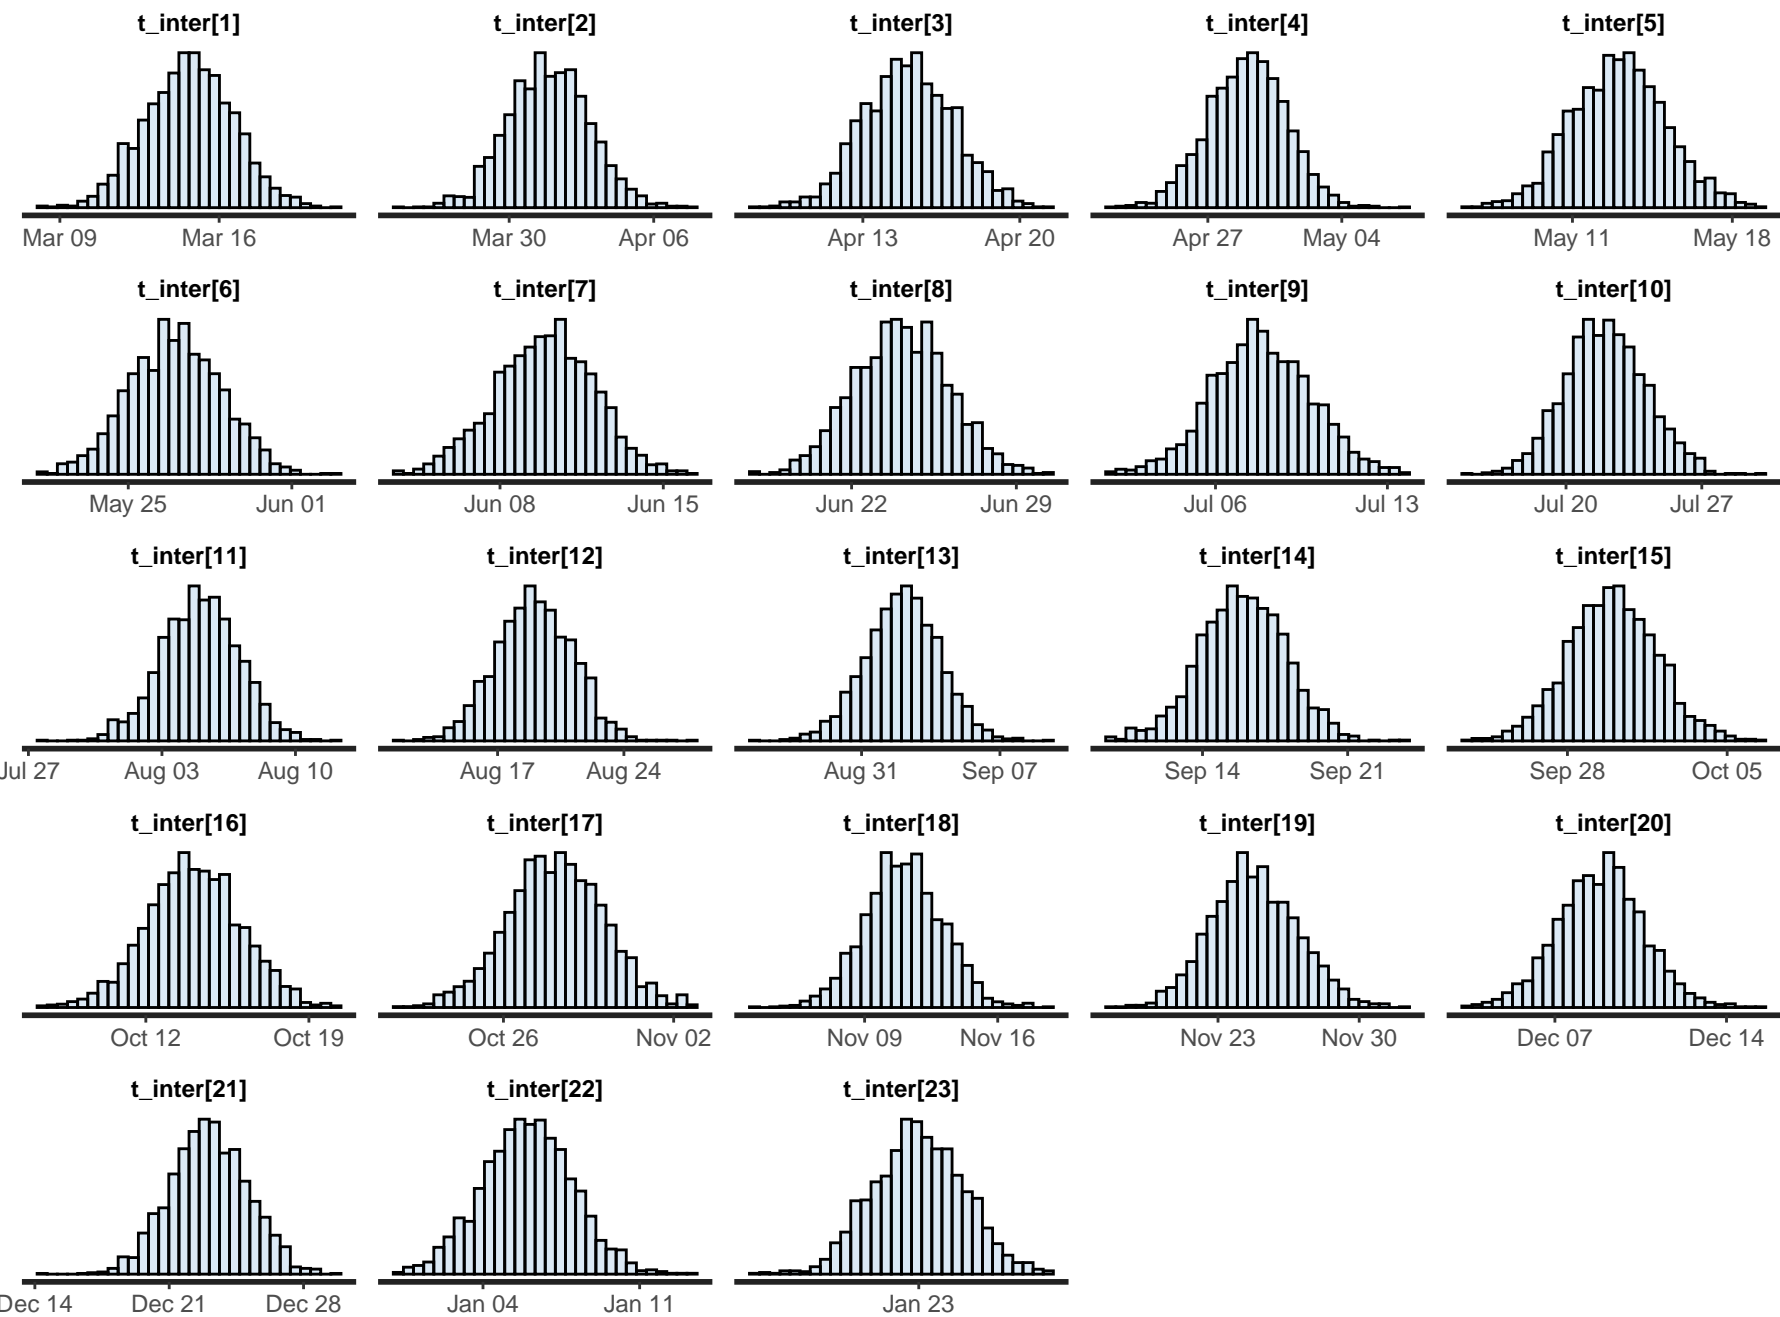 t_inter[1] t_inter[2] t_inter[3] t_inter[4] t_inter[5]
Mar 09 Mar 16 Mar 30 Apr 06 Apr 13 Apr 20 Apr 27 May 04 May 11 May 18
t_inter[6] t_inter[7] t_inter[8] t_inter[9] t_inter[10]
May 25 Jun 01 Jun 08 Jun 15 Jun 22 Jun 29 Jul 06 Jul 13 Jul 20 Jul 27
t_inter[11] t_inter[12] t_inter[13] t_inter[14] t_inter[15]
Jul 27 Aug 03 Aug 10 Aug 17 Aug 24 Aug 31 Sep 07 Sep 14 Sep 21 Sep 28 Oct 05
t_inter[16] t_inter[17] t_inter[18] t_inter[19] t_inter[20]
Oct 12 Oct 19 Oct 26 Nov 02 Nov 09 Nov 16 Nov 23 Nov 30 Dec 07 Dec 14
t_inter[21] t_inter[22] t_inter[23]
Dec 14 Dec 21 Dec 28 Jan 04 Jan 11 Jan 23